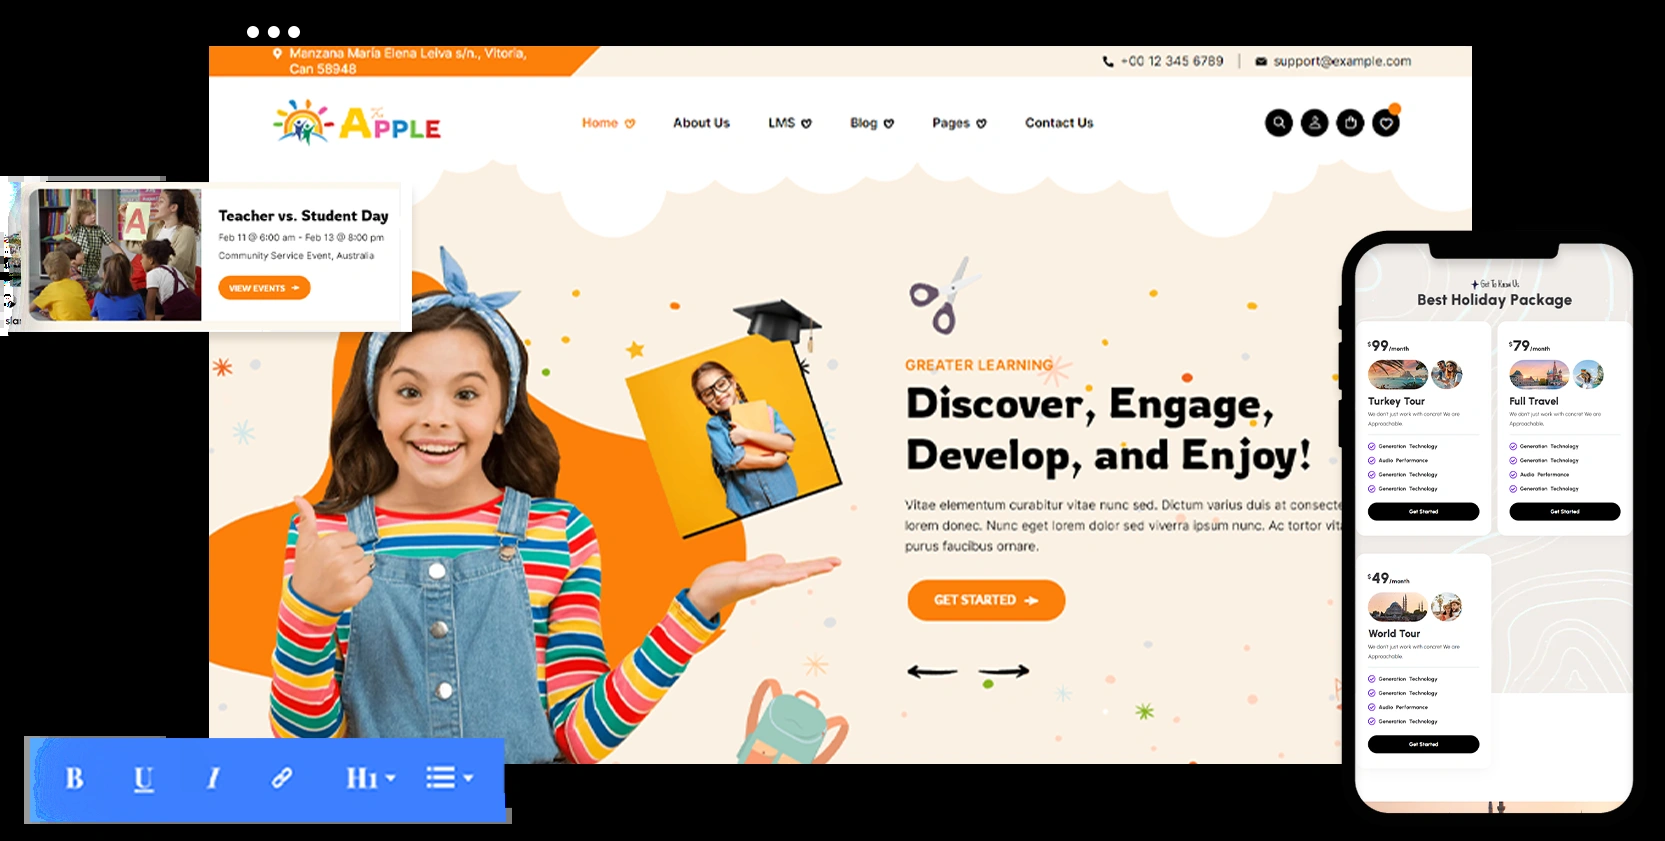 Manzana Maria Elena Leiva s/n., Vitoria,
Can 58948
+00 12 345 6789
support@example.com
The
APPLE
Home
About Us
LMS
Blog
Pages
Contact Us
A
Teacher vs. Student Day
Feb 11 @ 6:00 am - Feb 13 @ 8:00 pm
Community Service Event, Australia
VIEW EVENTS
GREATER LEARNING
Discover, Engage,
Develop, and Enjoy!
Vitae elementum curabitur vitae nunc sed. Dictum varius duis at consecte
lorem donec. Nunc eget lorem dolor sed viverra ipsum nunc. Ac tortor vit
purus faucibus ornare.
GET STARTED
B U I H1
Get To Know Us
Best Holiday Package
$99/month
Turkey Tour
We don't just work with concret We are
Approachable.
Generation Technology
Audio Performance
Generation Technology
Generation Technology
Get Started
$79/month
Full Travel
We don't just work with concret We are
Approachable.
Generation Technology
Generation Technology
Audio Performance
Generation Technology
Get Started
$49/month
World Tour
We don't just work with concret We are
Approachable.
Generation Technology
Generation Technology
Audio Performance
Generation Technology
Get Started